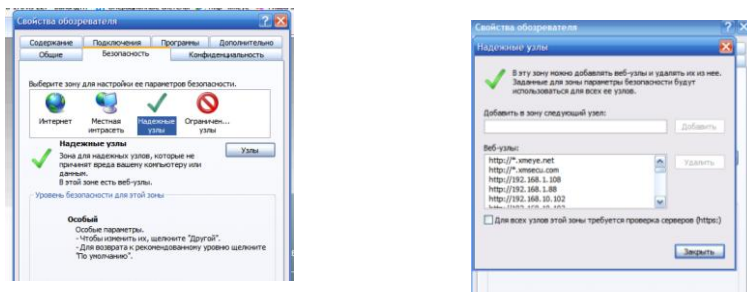 Свойства обозревателя
Содержание Подключения Программы Дополнительно
Общие Безопасность Конфиденциальность
Выберите зону для настройки ее параметров безопасности.
Интернет Местная интрасеть Надежные узлы Ограничен... узлы
Надежные узлы
Узлы
Зона для надежных узлов, которые не
причинят вреда вашему компьютеру или
данным.
В этой зоне есть веб-узлы.
Уровень безопасности для этой зоны
Особый
Особые параметры.
- Чтобы изменить их, щелкните "Другой".
- Для возврата к рекомендованному уровню щелкните
"По умолчанию".
Свойства обозревателя
Надежные узлы
В эту зону можно добавлять веб-узлы и удалять их из нее.
Заданные для зоны параметры безопасности будут
использоваться для всех ее узлов.
Добавить в зону следующий узел:
Добавить
Веб-узлы:
http://*.xmeye.net
http://*.xmsecu.com
http://192.168.1.108
http://192.168.1.88
http://192.168.10.102
Удалить
Для всех узлов этой зоны требуется проверка серверов (https:)
Закрыть